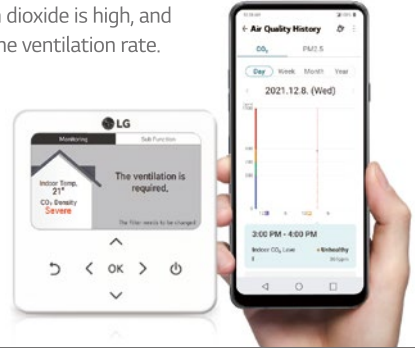 dioxide is high, and
ne ventilation rate.
LG
Monitoring
Sub Function
Indoor Temp.
21°
CO₂ Density
Severe
The ventilation is
required.
The filter needs to be changed
OK
Air Quality History
CO₂ PM2.5
Day Week Month Year
2021.12.8. (Wed)
3:00 PM - 4:00 PM
Indoor CO₂
Unhealthy